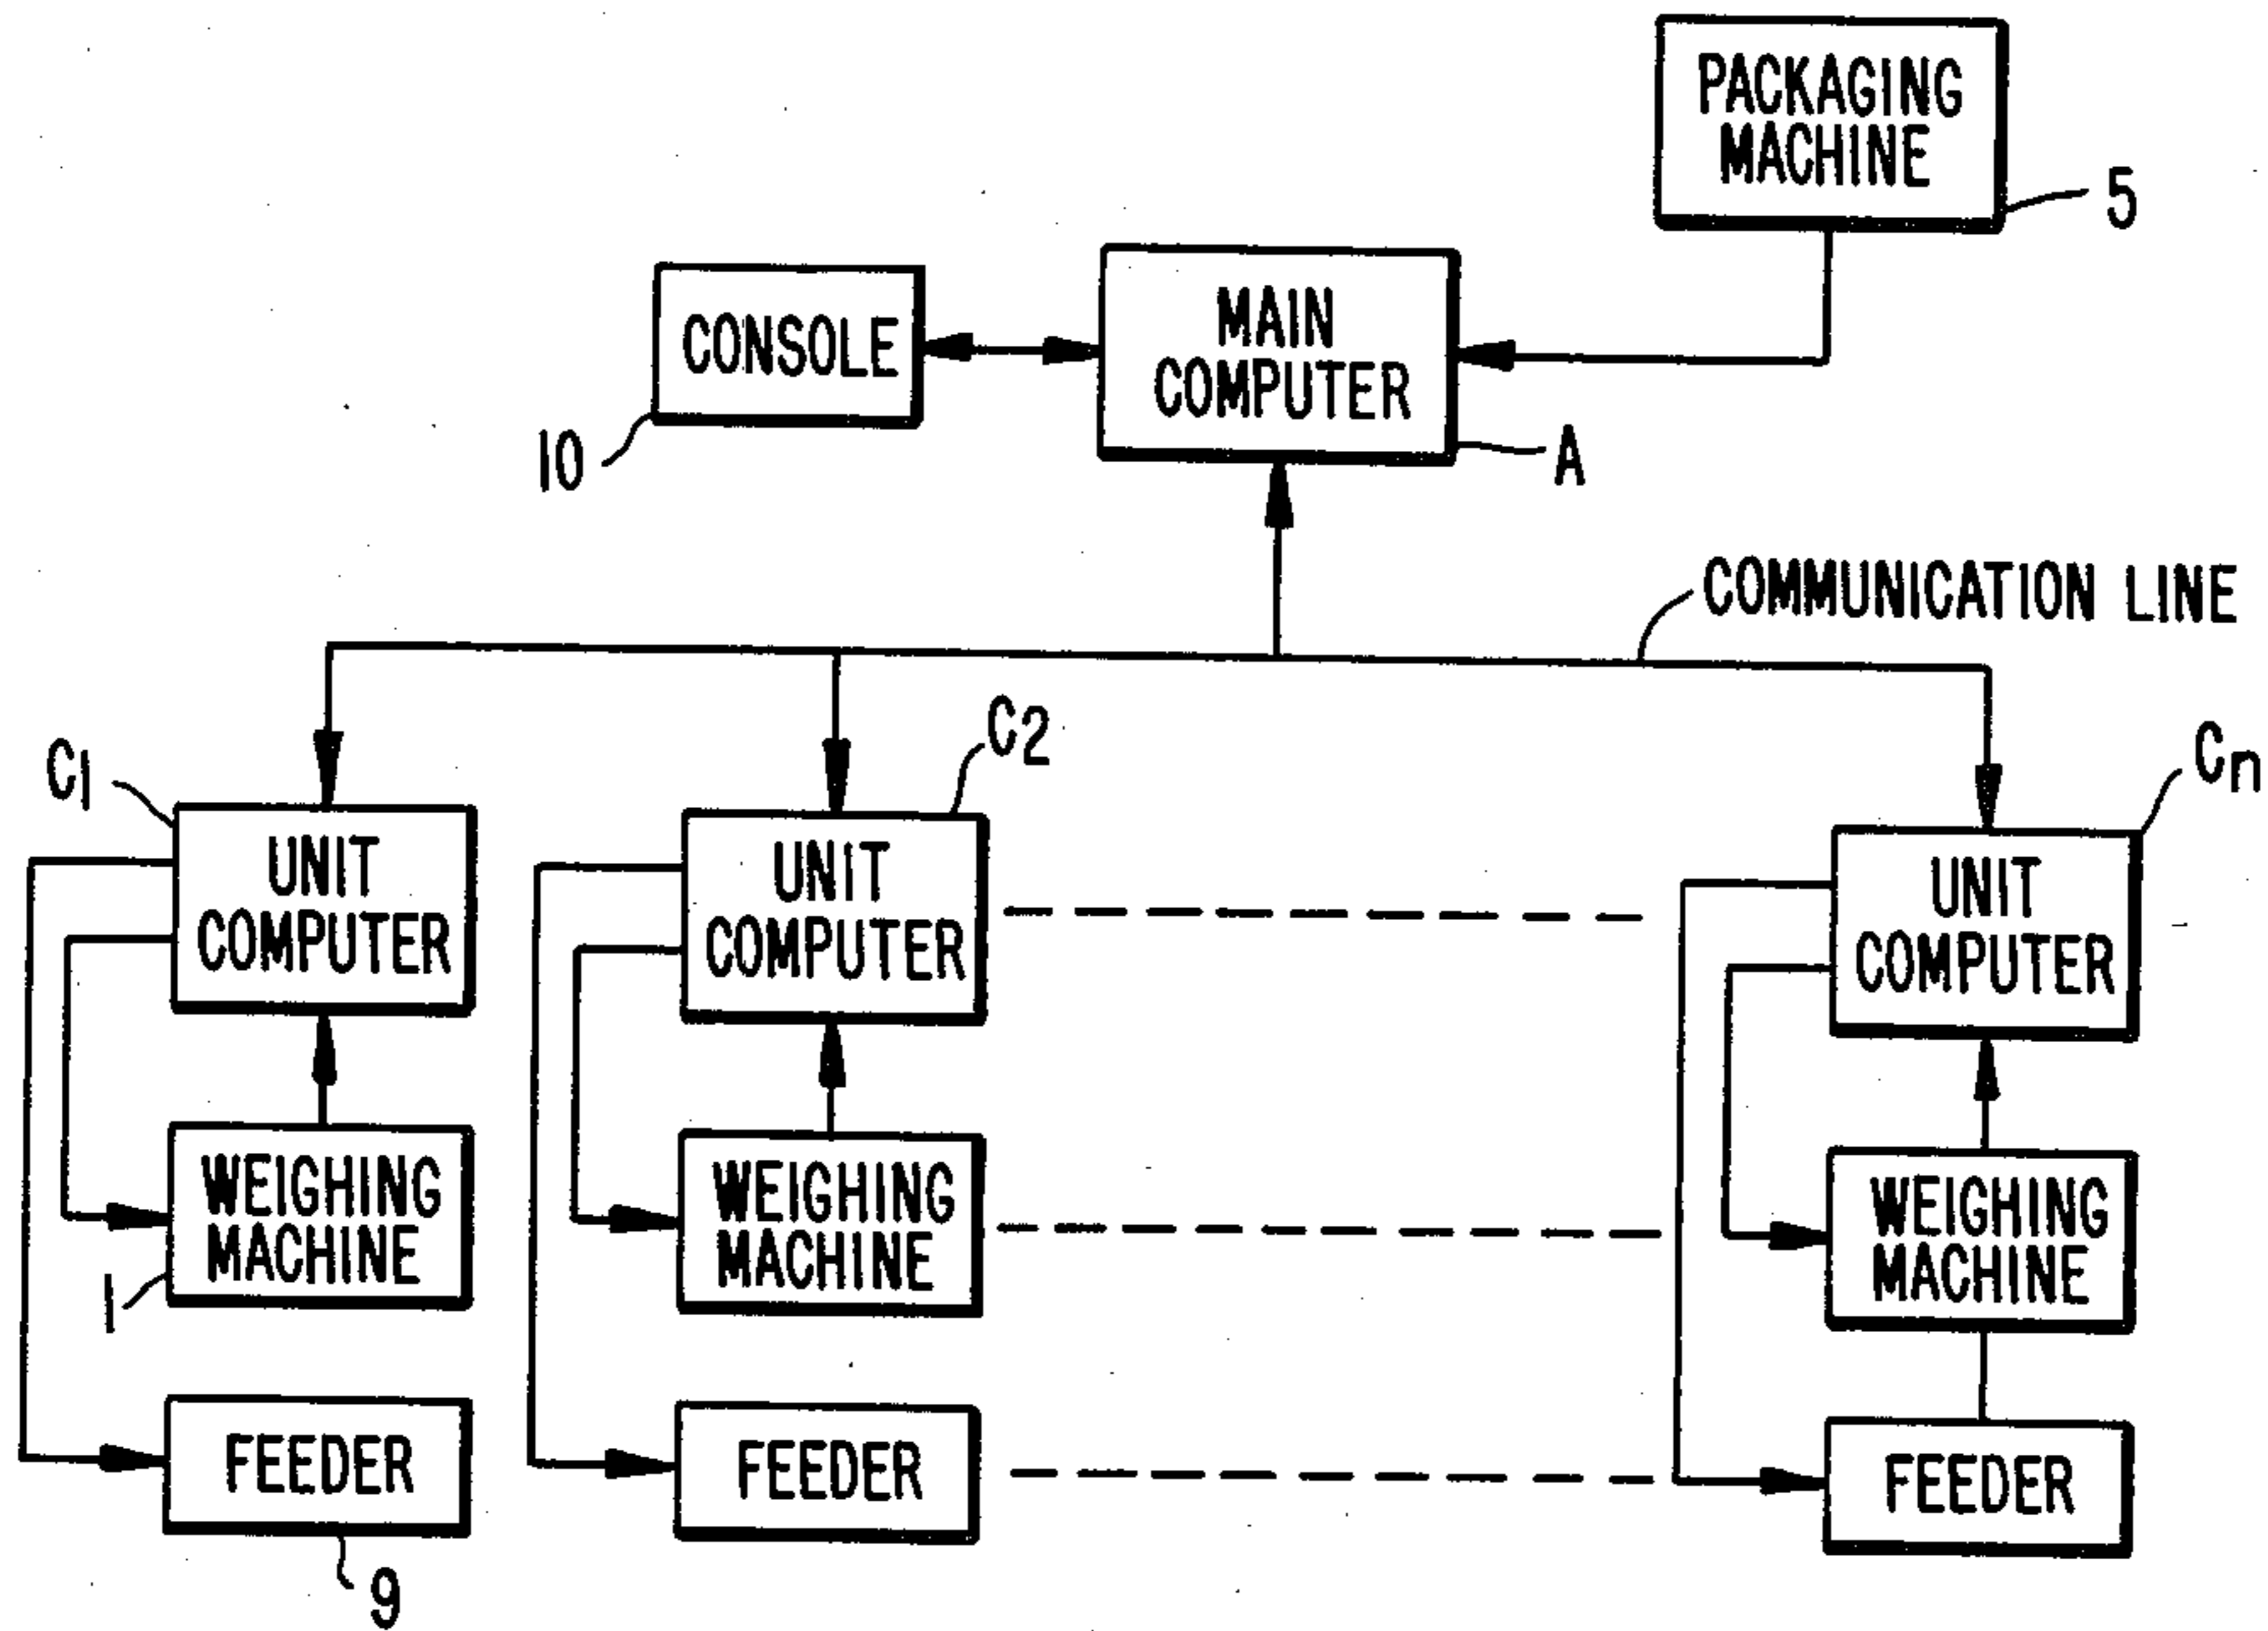 PACKAGING
MACHINE
5
CONSOLE
10
MAIN
COMPUTER
A
COMMUNICATION LINE
C1
C2
Cn
UNIT
COMPUTER
UNIT
COMPUTER
UNIT
COMPUTER
WEIGHING
MACHINE
1
WEIGHING
MACHINE
WEIGHING
MACHINE
FEEDER
9
FEEDER
FEEDER